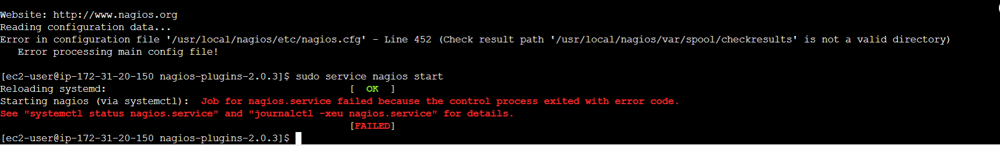 Website: http://www.nagios.org
Reading configuration data...
Error in configuration file '/usr/local/nagios/etc/nagios.cfg' - Line 452 (Check result path '/usr/local/nagios/var/spool/checkresults' is not a valid directory)
   Error processing main config file!
[ec2-user@ip-172-31-20-150 nagios-plugins-2.0.3]$ sudo service nagios start
Reloading systemd:                                         [  OK  ]
Starting nagios (via systemctl):  Job for nagios.service failed because the control process exited with error code.
See "systemctl status nagios.service" and "journalctl -xeu nagios.service" for details.
                                                           [FAILED]
[ec2-user@ip-172-31-20-150 nagios-plugins-2.0.3]$